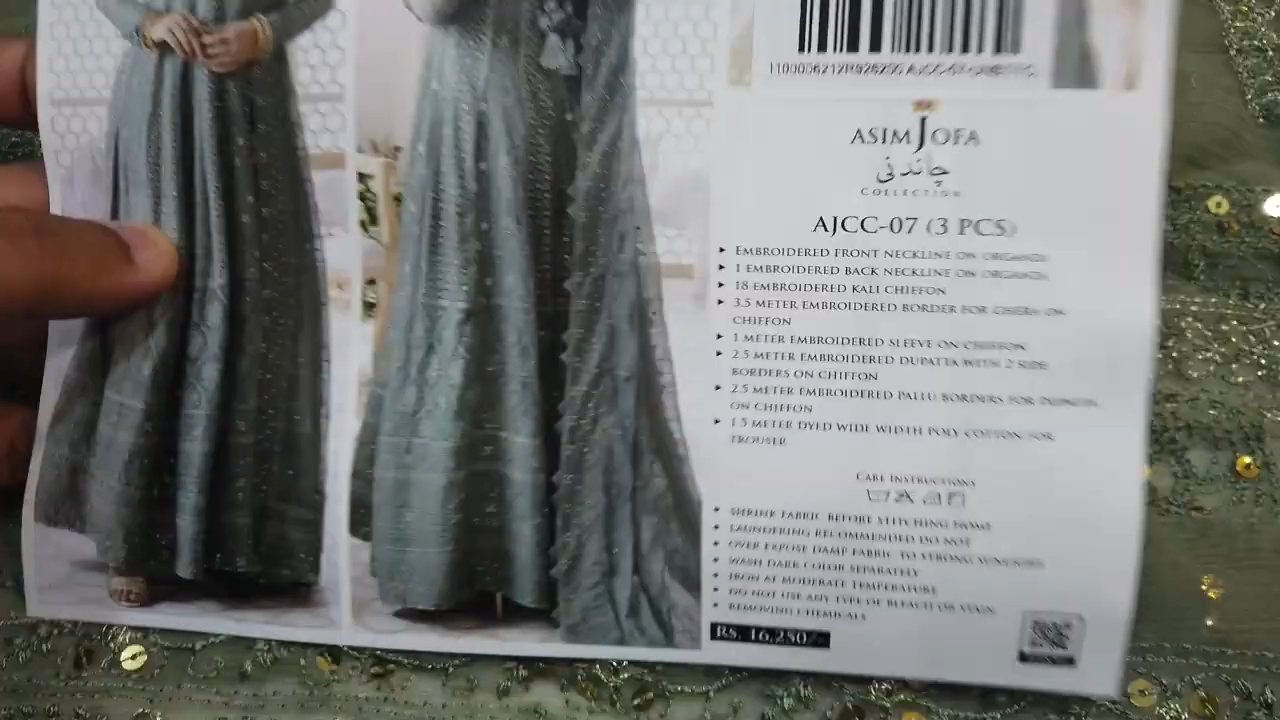 ASIM JOFA
چاندنی
COLLECTION
AJCC-07 (3 PCS)
EMBROIDERED FRONT NECKLINE ON ORGANZA
1 EMBROIDERED BACK NECKLINE ON ORGANZA
18 EMBROIDERED KALI CHIFFON
3.5 METER EMBROIDERED BORDER FOR GHERA ON
CHIFFON
1 METER EMBROIDERED SLEEVE ON CHIFFON
2.5 METER EMBROIDERED DUPATTA WITH 2 SIDE
BORDERS ON CHIFFON
2.5 METER EMBROIDERED PALLU BORDERS FOR DUPATTA
ON CHIFFON
1.5 METER DYED WIDE WIDTH POLY COTTON FOR
TROUSER
CARE INSTRUCTIONS
SHRINK FABRIC BEFORE STITCHING HOME
LAUNDERING RECOMMENDED DO NOT
OVER EXPOSE DAMP FABRIC TO STRONG SUNSHINE
WASH DARK COLOR SEPARATELY
IRON AT MODERATE TEMPERATURE
DO NOT USE ANY TYPE OF BLEACH OR STAIN
REMOVING CHEMICALS
Rs. 16,250/-